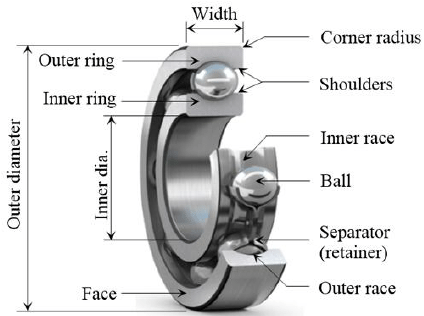 Width
Corner radius
Outer ring
Shoulders
Inner ring
Outer diameter
Inner dia.
Inner race
Ball
Separator
(retainer)
Face
Outer race